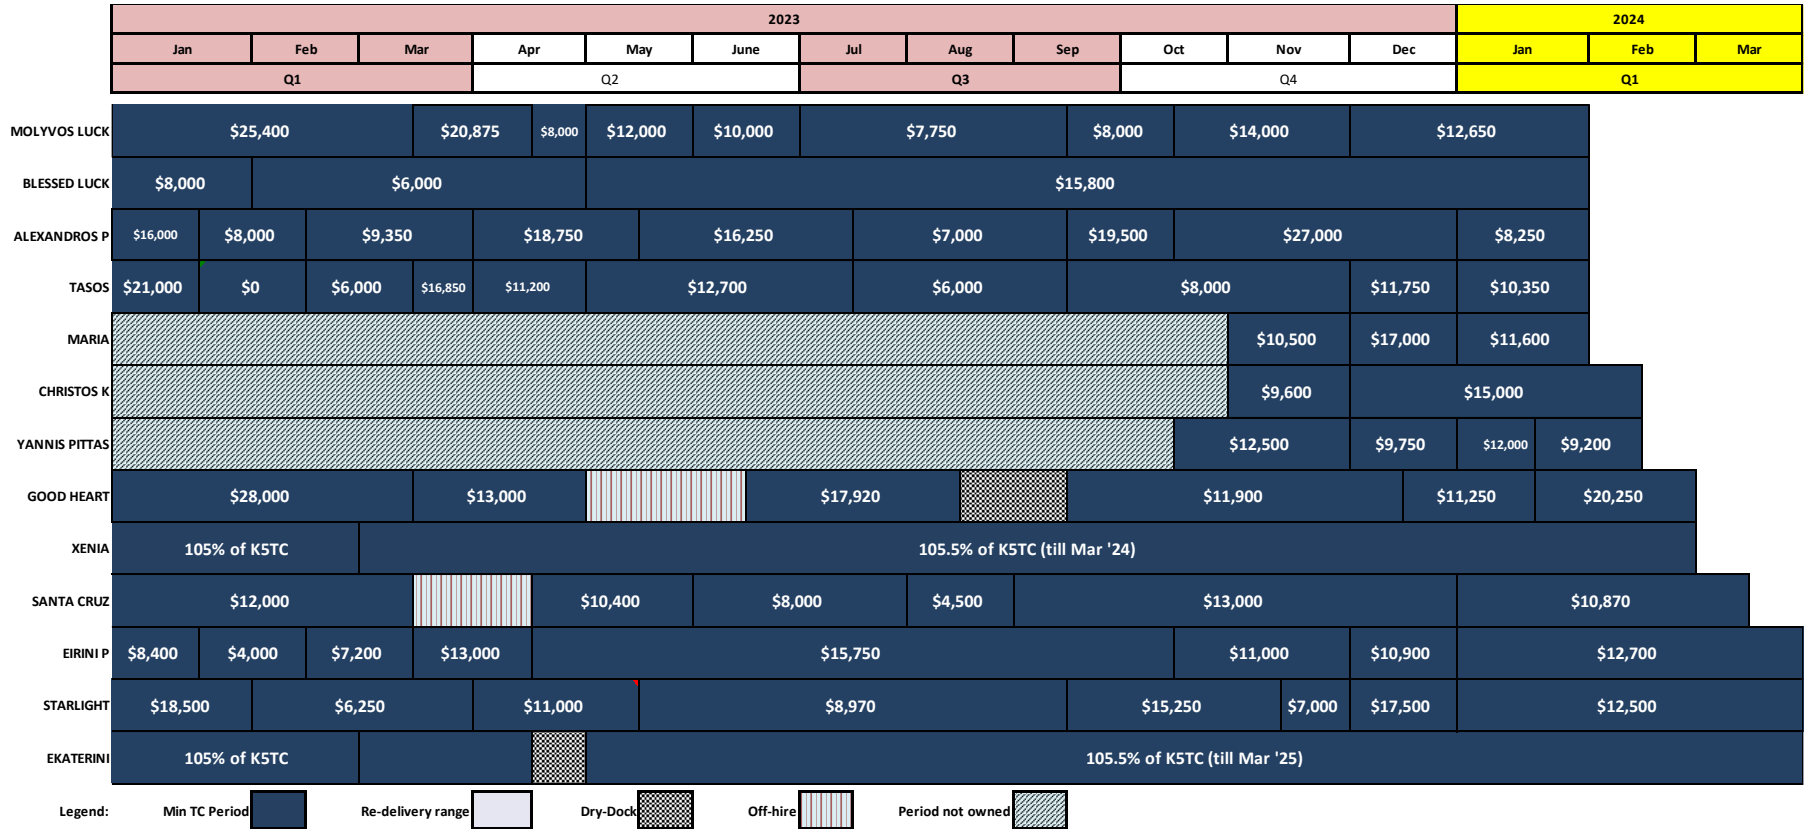 2023 2024
Jan Feb Mar Apr May June Jul Aug Sep Oct Nov Dec Jan Feb Mar
Q1 Q2 Q3 Q4 Q1
MOLYVOS LUCK $25,400 $20,875 $8,000 $12,000 $10,000 $7,750 $8,000 $14,000 $12,650
BLESSED LUCK $8,000 $6,000 $15,800
ALEXANDROS P $16,000 $8,000 $9,350 $18,750 $16,250 $7,000 $19,500 $27,000 $8,250
TASOS $21,000 $0 $6,000 $16,850 $11,200 $12,700 $6,000 $8,000 $11,750 $10,350
MARIA $10,500 $17,000 $11,600
CHRISTOS K $9,600 $15,000
YANNIS PITTAS $12,500 $9,750 $12,000 $9,200
GOOD HEART $28,000 $13,000 $17,920 $11,900 $11,250 $20,250
XENIA 105% of K5TC 105.5% of K5TC (till Mar '24)
SANTA CRUZ $12,000 $10,400 $8,000 $4,500 $13,000 $10,870
EIRINI P $8,400 $4,000 $7,200 $13,000 $15,750 $11,000 $10,900 $12,700
STARLIGHT $18,500 $6,250 $11,000 $8,970 $15,250 $7,000 $17,500 $12,500
EKATERINI 105% of K5TC 105.5% of K5TC (till Mar '25)
Legend: Min TC Period Re-delivery range Dry-Dock Off-hire Period not owned